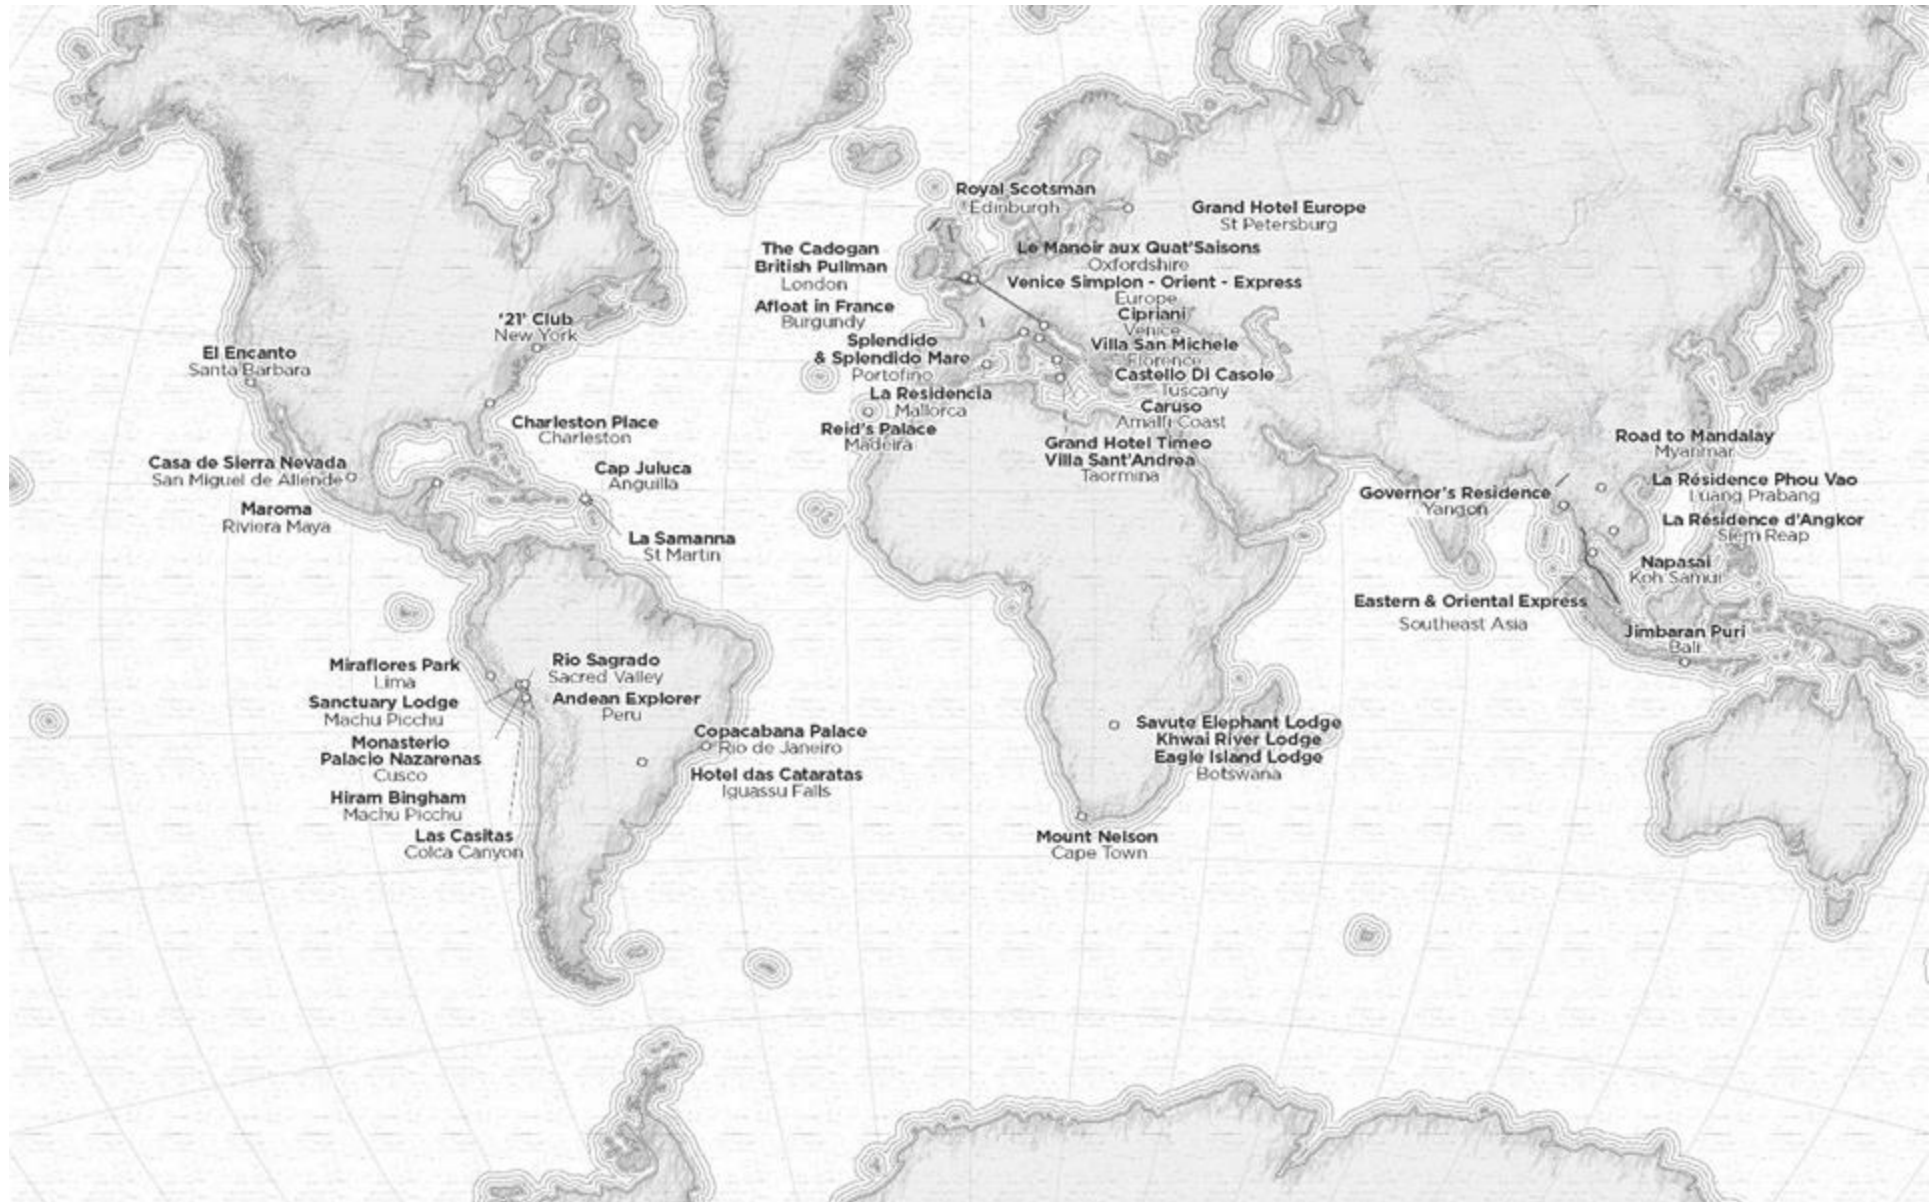 Royal Scotsman
Edinburgh
Grand Hotel Europe
St Petersburg
The Cadogan
British Pullman
London
Le Manoir aux Quat'Saisons
Oxfordshire
Venice Simplon - Orient - Express
Europe
Afloat in France
Burgundy
Cipriani
Venice
Splendido
& Splendido Mare
Portofino
Villa San Michele
Florence
Castello Di Casole
Tuscany
La Residencia
Mallorca
Caruso
Amalfi Coast
Reid's Palace
Madeira
Grand Hotel Timeo
Villa Sant'Andrea
Taormina
'21' Club
New York
El Encanto
Santa Barbara
Charleston Place
Charleston
Casa de Sierra Nevada
San Miguel de Allende
Cap Juluca
Anguilla
Maroma
Riviera Maya
La Samanna
St Martin
Road to Mandalay
Myanmar
La Résidence Phou Vao
Luang Prabang
Governor's Residence
Yangon
La Résidence d'Angkor
Siem Reap
Napasai
Koh Samui
Eastern & Oriental Express
Southeast Asia
Jimbaran Puri
Bali
Miraflores Park
Lima
Rio Sagrado
Sacred Valley
Sanctuary Lodge
Machu Picchu
Andean Explorer
Peru
Monasterio
Palacio Nazarenas
Cusco
Copacabana Palace
Rio de Janeiro
Hotel das Cataratas
Iguassu Falls
Hiram Bingham
Machu Picchu
Las Casitas
Colca Canyon
Savute Elephant Lodge
Khwai River Lodge
Eagle Island Lodge
Botswana
Mount Nelson
Cape Town